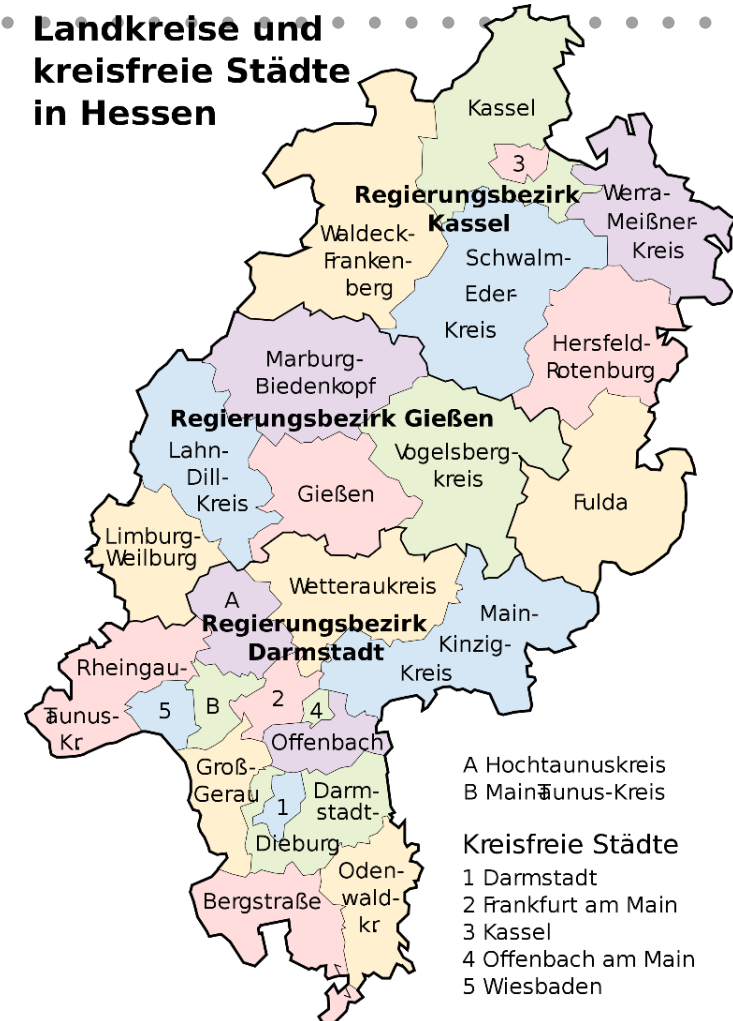 Landkreise und
kreisfreie Städte
in Hessen
Kassel
3
Regierungsbezirk
Kassel
Werra-
Meißner-
Kreis
Waldeck-
Franken-
berg
Schwalm-
Eder-
Kreis
Hersfeld-
Rotenburg
Marburg-
Biedenkopf
Regierungsbezirk Gießen
Lahn-
Dill-
Kreis
Vogelsberg-
kreis
Gießen
Fulda
Limburg-
Weilburg
A
Wetteraukreis
Regierungsbezirk
Darmstadt
Main-
Kinzig-
Kreis
Rheingau-
Taunus-
Kr.
5
B
2
4
Offenbach
Groß-
Gerau
1
Darm-
stadt-
Dieburg
Oden-
wald-
kr.
Bergstraße
A Hochtaunuskreis
B Main-Taunus-Kreis
Kreisfreie Städte
1 Darmstadt
2 Frankfurt am Main
3 Kassel
4 Offenbach am Main
5 Wiesbaden